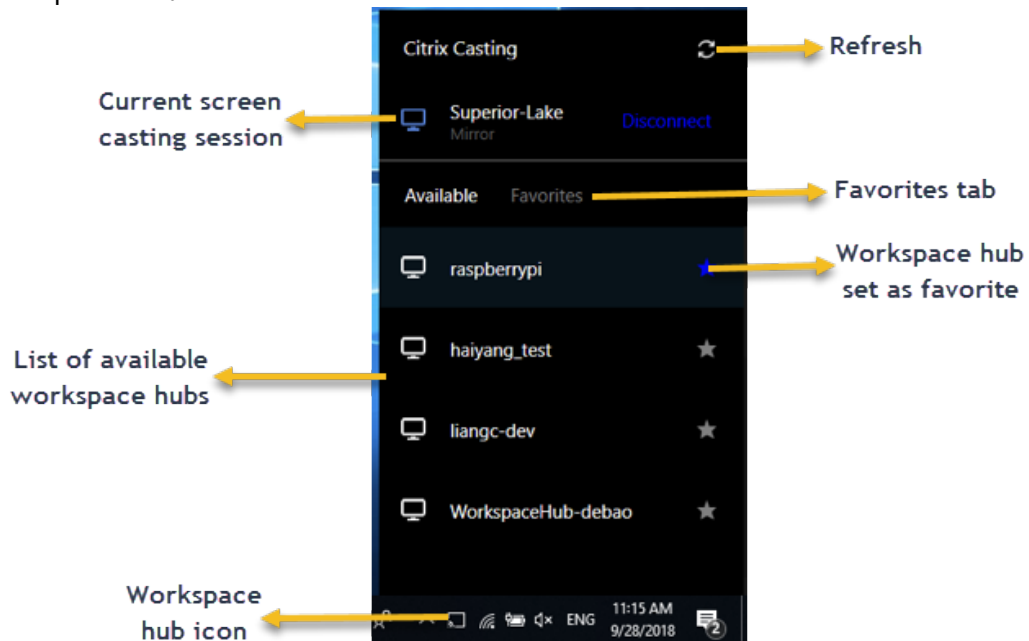 Citrix Casting
Refresh
Current screen
casting session
Superior-Lake
Mirror
Disconnect
Available
Favorites
Favorites tab
raspberrypi
Workspace hub
set as favorite
haiyang_test
List of available
workspace hubs
liangc-dev
WorkspaceHub-debao
Workspace
hub icon
ENG
11:15 AM
9/28/2018
2